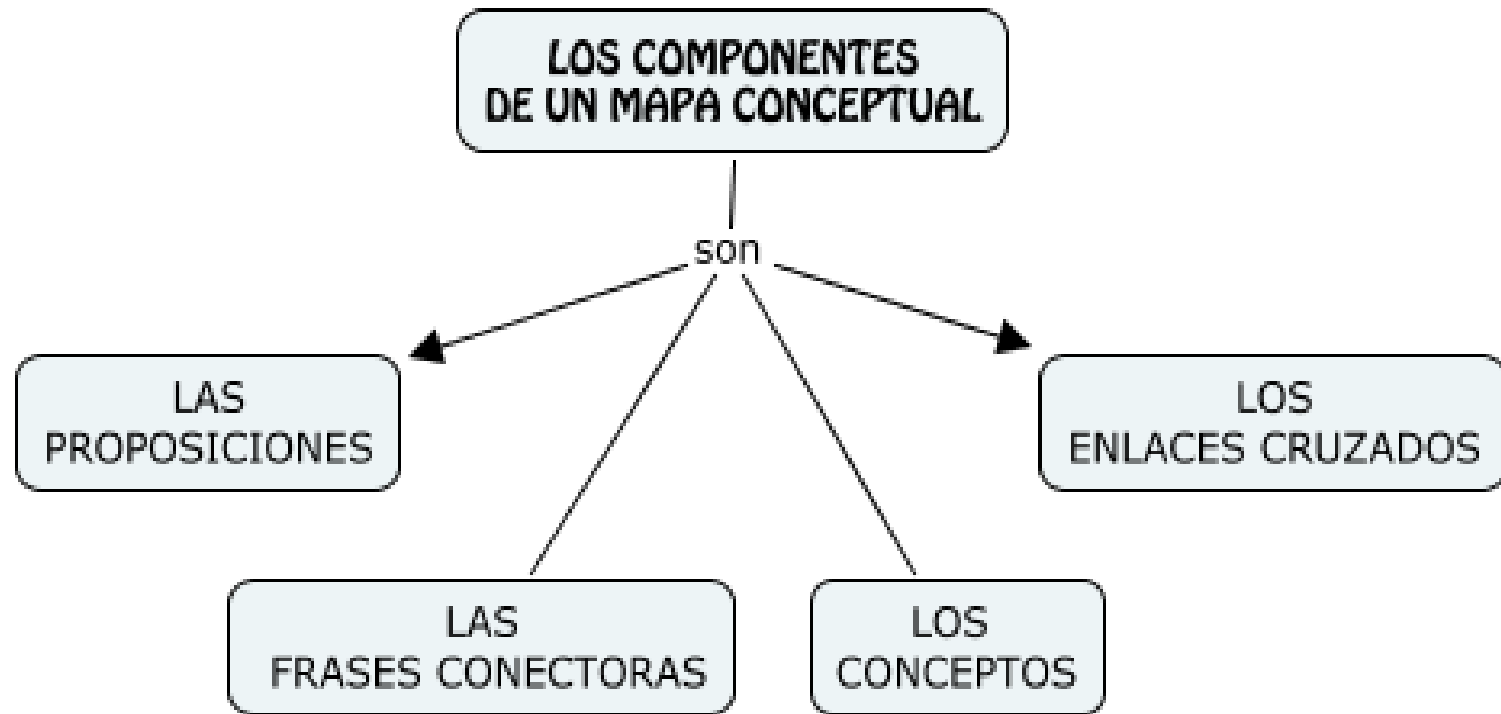 LOS COMPONENTES
DE UN MAPA CONCEPTUAL
son
LAS
PROPOSICIONES
LOS
ENLACES CRUZADOS
LAS
FRASES CONECTORAS
LOS
CONCEPTOS